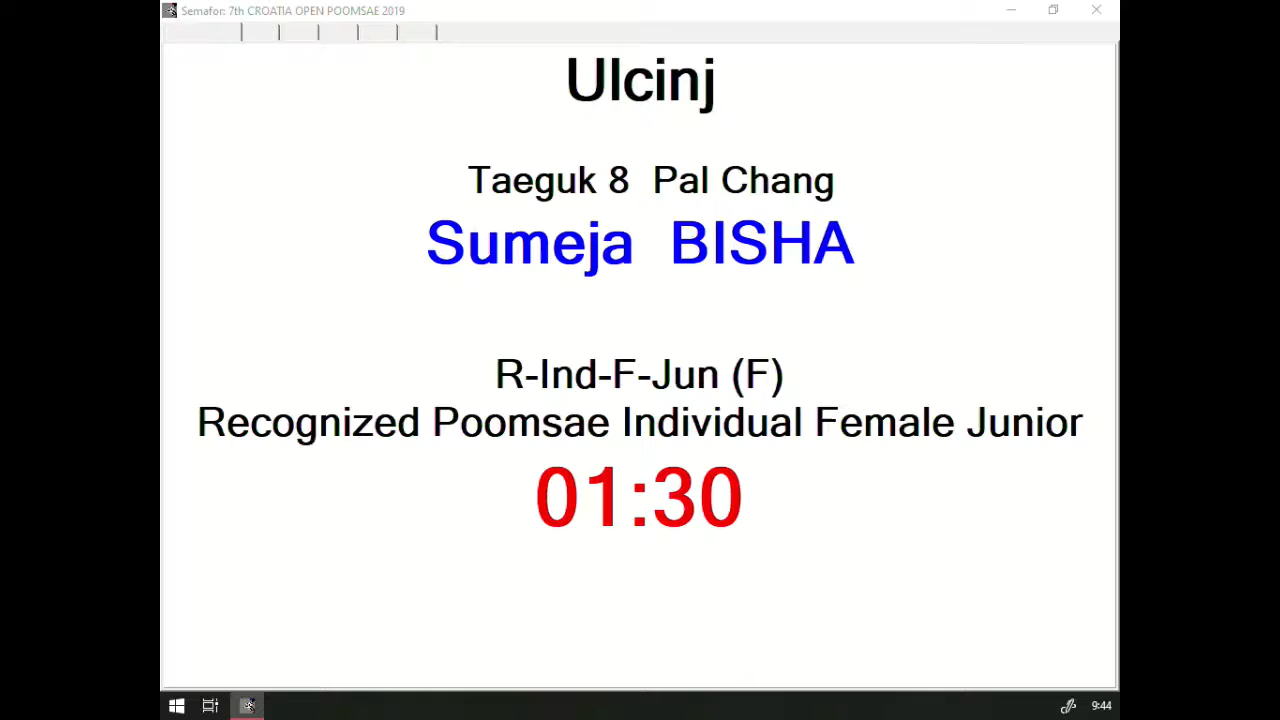 Semafor: 7th CROATIA OPEN POOMSAE 2019
Ulcinj
Taeguk 8 Pal Chang
Sumeja BISHA
R-Ind-F-Jun (F)
Recognized Poomsae Individual Female Junior
01:30
9:44